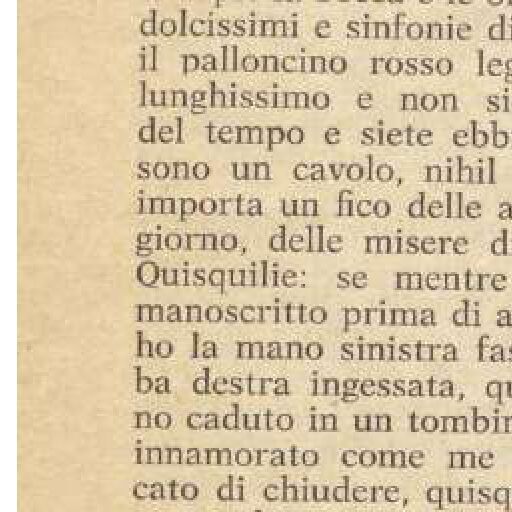 dolcissimi e sinfonie di
il palloncino rosso leg
lunghissimo e non si
del tempo e siete ebb
sono un cavolo, nihil
importa un fico delle a
giorno, delle misere d
Quisquilie: se mentre
manoscritto prima di a
ho la mano sinistra fas
ba destra ingessata, qu
no caduto in un tombin
innamorato come me
cato di chiudere, quisq